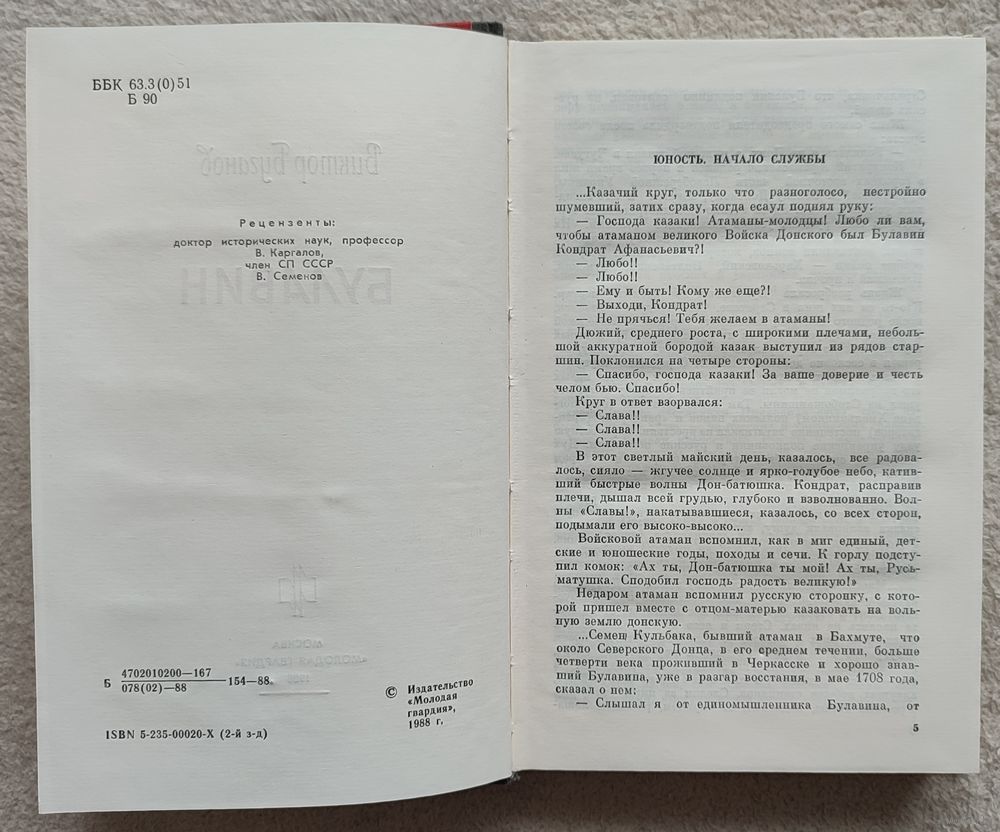 ББК 63.3(0)51
Б 90
Виктор Буганов
Рецензенты:
доктор исторических наук, профессор
В. Каргалов,
член СП СССР
В. Семенов
БУЛАВИН
МОСКВА
«МОЛОДАЯ ГВАРДИЯ»
1988
Б 4702010200—167
078(02)—88
154—88.
© Издательство
«Молодая
гвардия»,
1988 г.
ISBN 5-235-00020-X (2-й з-д)
ЮНОСТЬ. НАЧАЛО СЛУЖБЫ
...Казачий круг, только что разноголосо, нестройно
шумевший, затих сразу, когда есаул поднял руку:
— Господа казаки! Атаманы-молодцы! Любо ли вам,
чтобы атаманом великого Войска Донского был Булавин
Кондрат Афанасьевич?!
— Любо!!
— Любо!!
— Ему и быть! Кому же еще?!
— Выходи, Кондрат!
— Не прячься! Тебя желаем в атаманы!
Дюжий, среднего роста, с широкими плечами, неболь-
шой аккуратной бородой казак выступил из рядов стар-
шин. Поклонился на четыре стороны:
— Спасибо, господа казаки! За ваше доверие и честь
челом бью. Спасибо!
Круг в ответ взорвался:
— Слава!!
— Слава!!
— Слава!!
В этот светлый майский день, казалось, все радова-
лось, сияло — жгучее солнце и ярко-голубое небо, кативший
быстрые волны Дон-батюшка. Кондрат, расправив
плечи, дышал всей грудью, глубоко и взволнованно. Вол-
ны «Славы!», накатывавшиеся, казалось, со всех сторон,
подымали его высоко-высоко...
Войсковой атаман вспомнил, как в миг единый, дет-
ские и юношеские годы, походы и сечи. К горлу подсту-
пил комок: «Ах ты, Дон-батюшка ты мой! Ах ты, Русь-
матушка. Сподобил господь радость великую!»
Недаром атаман вспомнил русскую сторонку, с кото-
рой пришел вместе с отцом-матерью казаковать на воль-
ную землю донскую.
...Семен Кульбака, бывший атаман в Бахмуте, что
около Северского Донца, в его среднем течении, больше
четверти века проживший в Черкасске и хорошо знав-
ший Булавина, уже в разгар восстания, в мае 1708 года,
сказал о нем:
— Слышал я от единомышленника Булавина, от
5